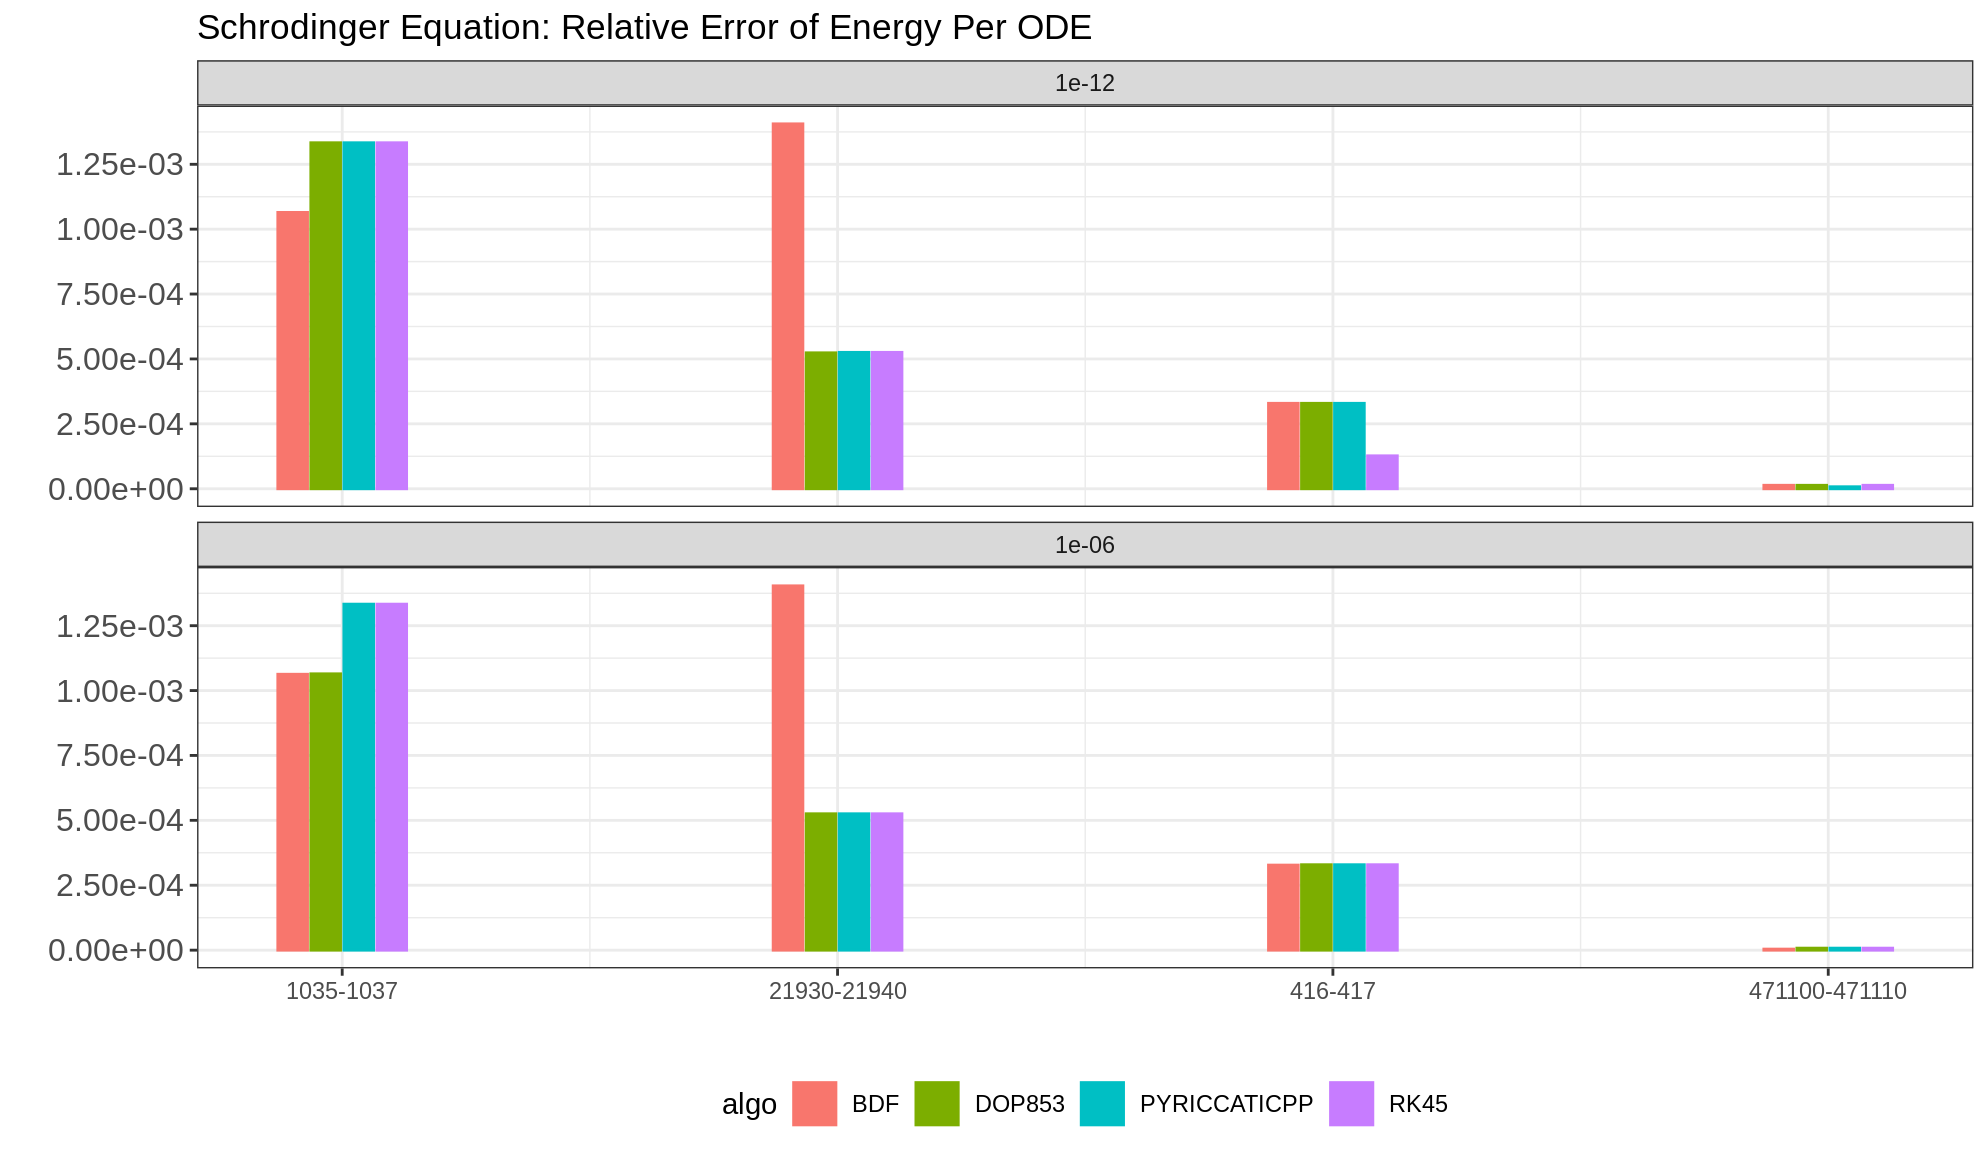 Schrodinger Equation: Relative Error of Energy Per ODE
1e-12
1.25e-03
1.00e-03
7.50e-04
5.00e-04
2.50e-04
0.00e+00
1e-06
1.25e-03
1.00e-03
7.50e-04
5.00e-04
2.50e-04
0.00e+00
1035-1037 21930-21940 416-417 471100-471110
algo BDF DOP853 PYRICCATICPP RK45